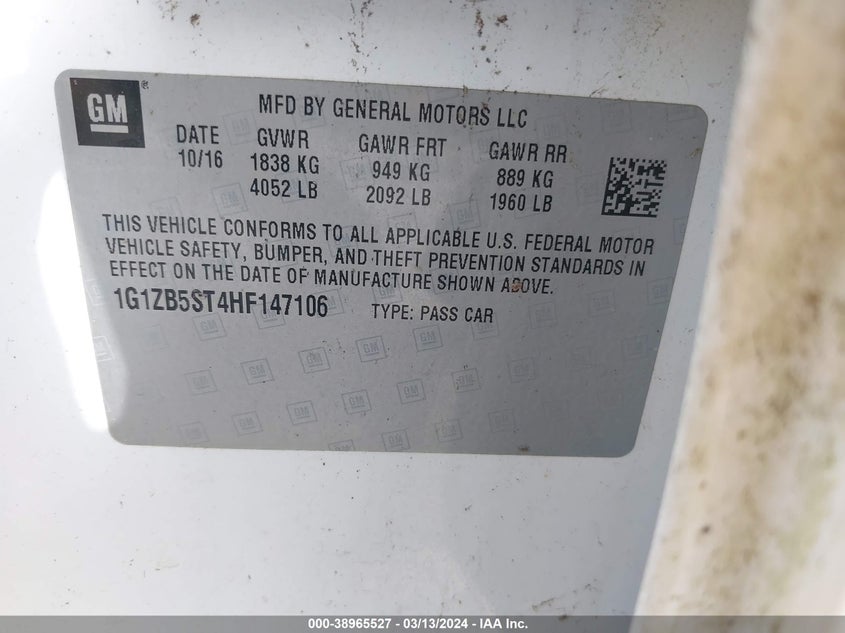 GM
MFD BY GENERAL MOTORS LLC
DATE GVWR GAWR FRT GAWR RR
10/16 1838 KG 949 KG 889 KG
4052 LB 2092 LB 1960 LB
THIS VEHICLE CONFORMS TO ALL APPLICABLE U.S. FEDERAL MOTOR
VEHICLE SAFETY, BUMPER, AND THEFT PREVENTION STANDARDS IN
EFFECT ON THE DATE OF MANUFACTURE SHOWN ABOVE.
1G1ZB5ST4HF147106 TYPE: PASS CAR
000-38965527 — 03/13/2024 — IAA Inc.